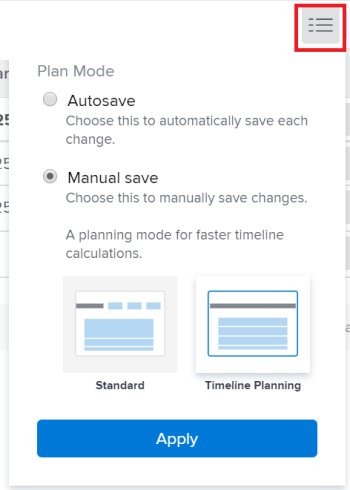 Plan Mode
Autosave
Choose this to automatically save each
change.
Manual save
Choose this to manually save changes.
A planning mode for faster timeline
calculations.
Standard
Timeline Planning
Apply